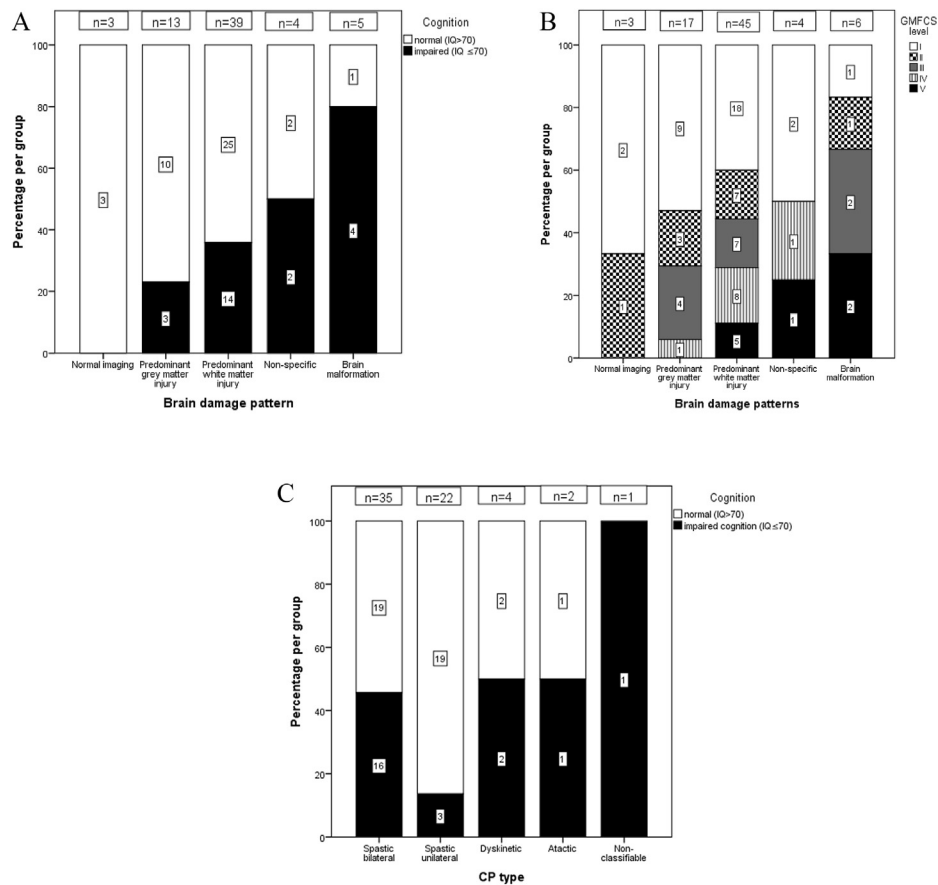 A
n=3 n=13 n=39 n=4 n=5
Cognition
normal (IQ>70)
impaired (IQ ≤70)
Percentage per group
100
80
60
40
20
0
3
10
3
25
14
2
2
1
4
Normal imaging
Predominant grey matter injury
Predominant white matter injury
Non-specific
Brain malformation
Brain damage pattern
B
n=3 n=17 n=45 n=4 n=6
GMFCS
level
I
II
III
IV
V
Percentage per group
100
80
60
40
20
0
2
1
9
3
4
1
18
7
7
8
5
2
1
1
1
1
2
2
Normal imaging
Predominant grey matter injury
Predominant white matter injury
Non-specific
Brain malformation
Brain damage patterns
C
n=35 n=22 n=4 n=2 n=1
Cognition
normal (IQ>70)
impaired cognition (IQ ≤70)
Percentage per group
100
80
60
40
20
0
19
16
19
3
2
2
1
1
1
Spastic bilateral
Spastic unilateral
Dyskinetic
Atactic
Non-classifiable
CP type